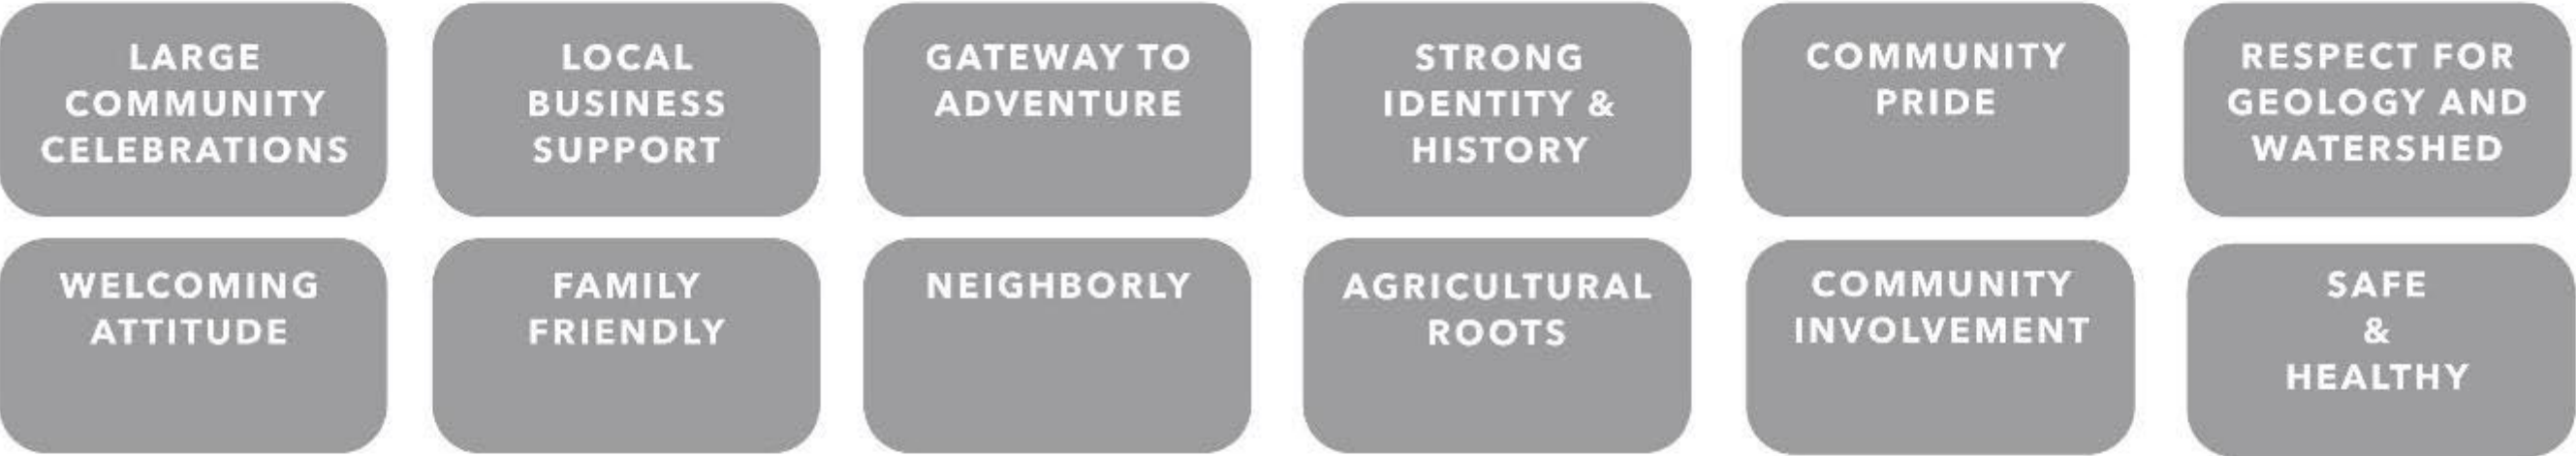 LARGE
COMMUNITY
CELEBRATIONS
LOCAL
BUSINESS
SUPPORT
GATEWAY TO
ADVENTURE
STRONG
IDENTITY &
HISTORY
COMMUNITY
PRIDE
RESPECT FOR
GEOLOGY AND
WATERSHED
WELCOMING
ATTITUDE
FAMILY
FRIENDLY
NEIGHBORLY
AGRICULTURAL
ROOTS
COMMUNITY
INVOLVEMENT
SAFE
&
HEALTHY